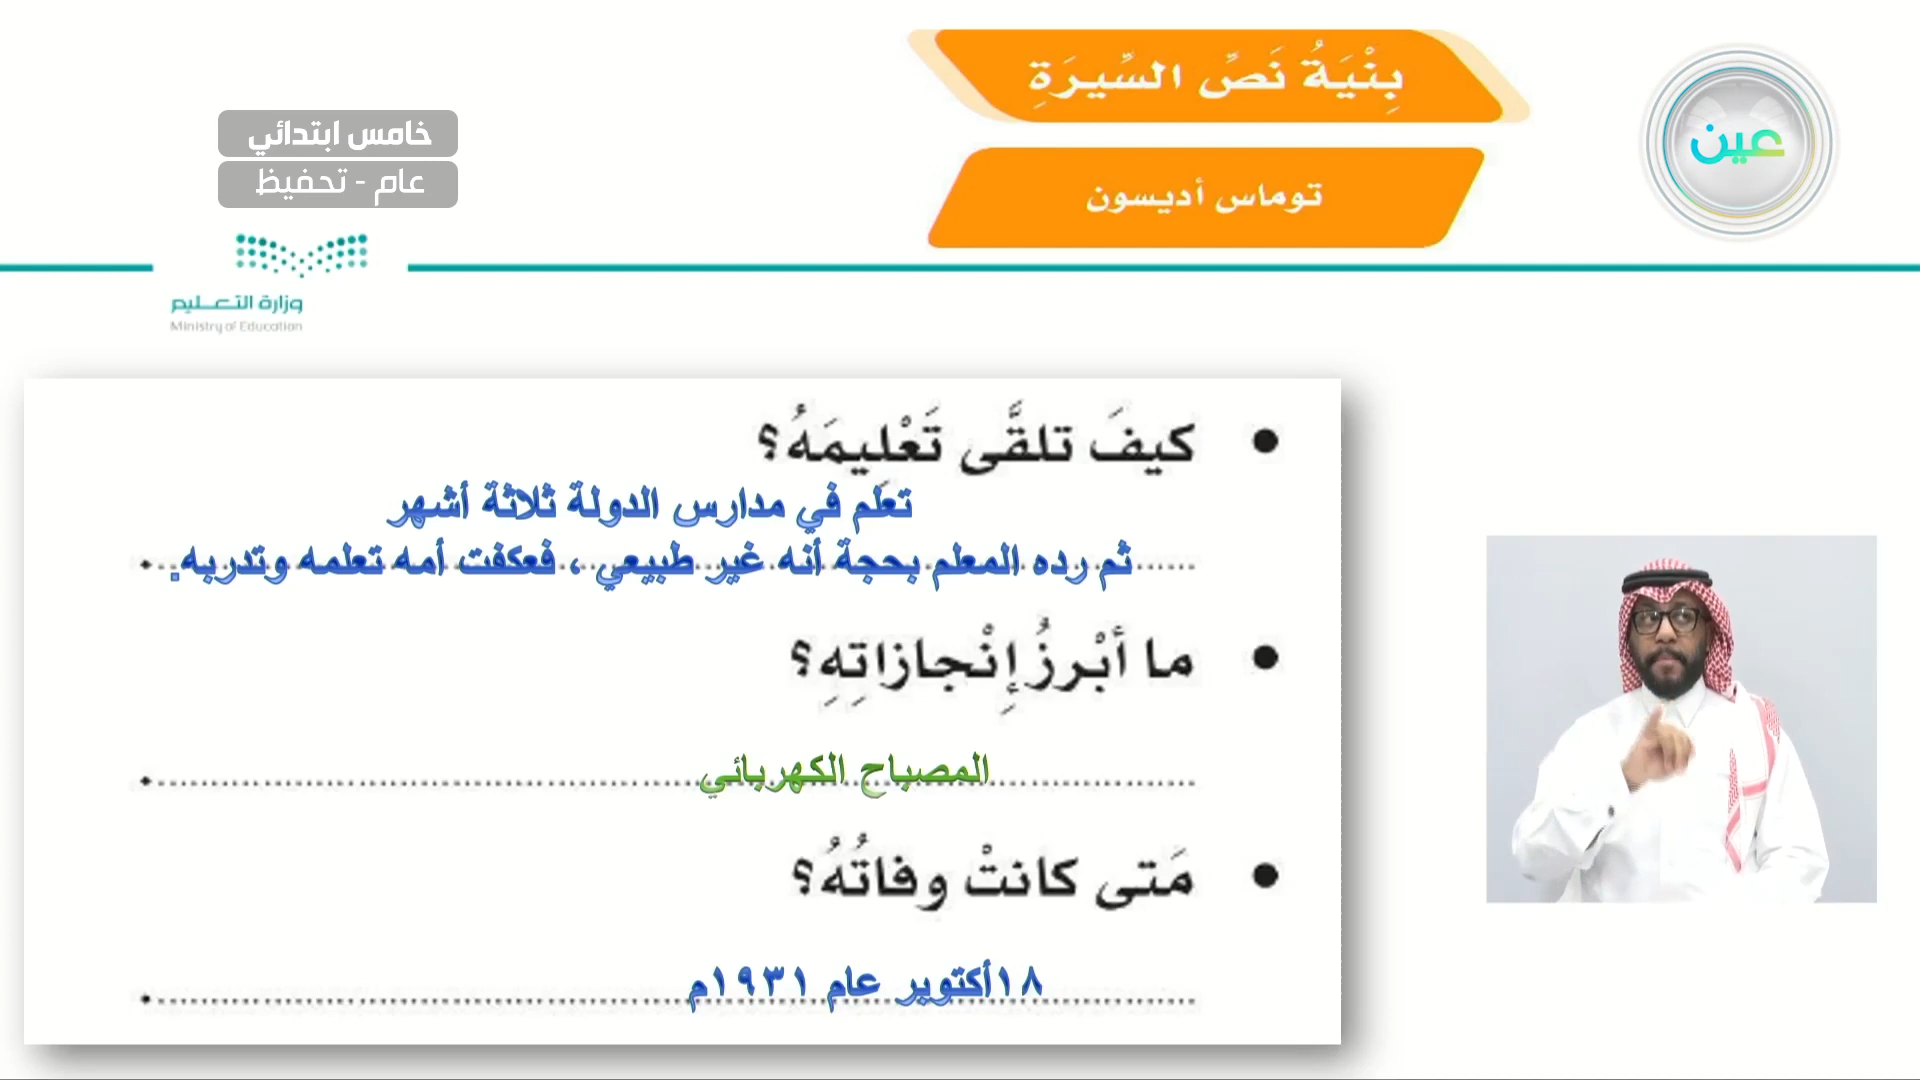 بِنْيَةُ نَصِّ السِّيرَةِ
عين
خامس ابتدائي
عام - تحفيظ
توماس أديسون
وزارة التعليم
Ministry of Education
• كيفَ تلقَّى تَعْلِيمَهُ؟
تعلم في مدارس الدولة ثلاثة أشهر
ثم رده المعلم بحجة أنه غير طبيعي ، فعكفت أمه تعلمه وتدربه.
• ما أبْرزُ إِنْجازاتِهِ؟
المصباح الكهربائي
• مَتى كانتْ وفاتُهُ؟
١٨أكتوبر عام ١٩٣١م